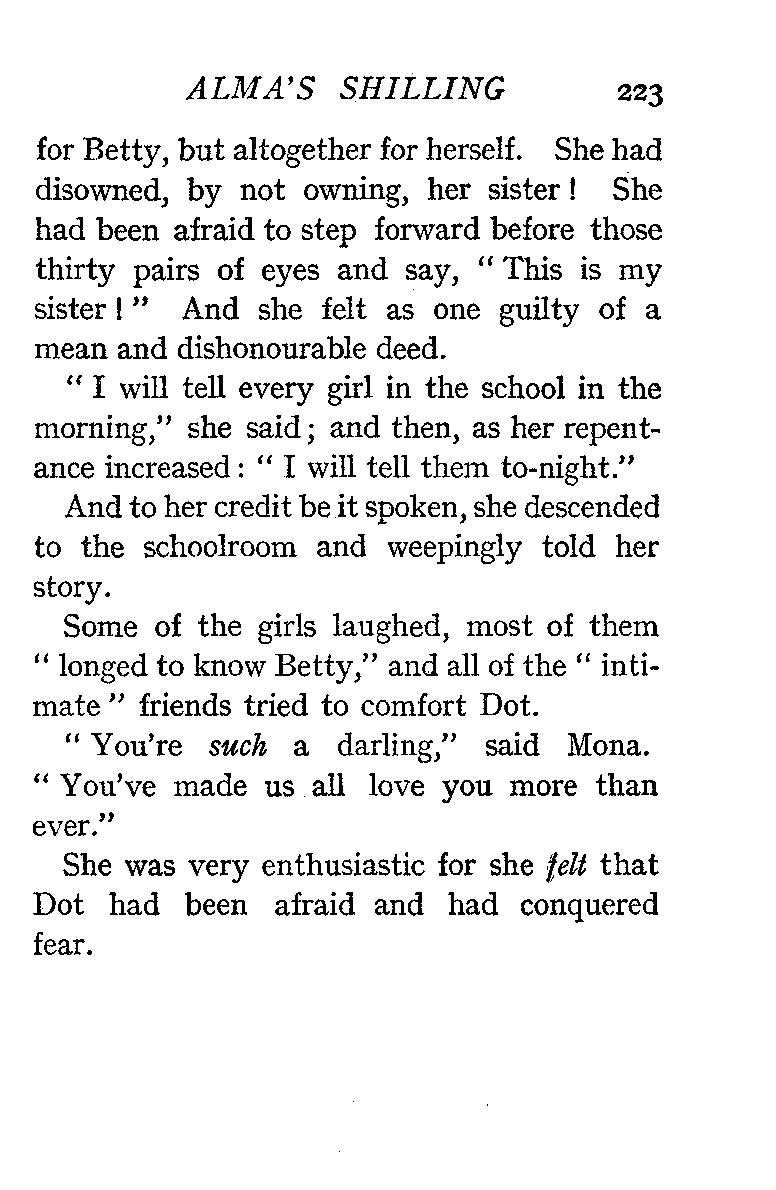 ALMA'S SHILLING 223
for Betty, but altogether for herself. She had
disowned, by not owning, her sister! She
had been afraid to step forward before those
thirty pairs of eyes and say, "This is my
sister!" And she felt as one guilty of a
mean and dishonourable deed.
"I will tell every girl in the school in the
morning," she said; and then, as her repent-
ance increased: "I will tell them to-night."
And to her credit be it spoken, she descended
to the schoolroom and weepingly told her
story.
Some of the girls laughed, most of them
"longed to know Betty," and all of the "inti-
mate" friends tried to comfort Dot.
"You're such a darling," said Mona.
"You've made us all love you more than
ever."
She was very enthusiastic for she felt that
Dot had been afraid and had conquered
fear.